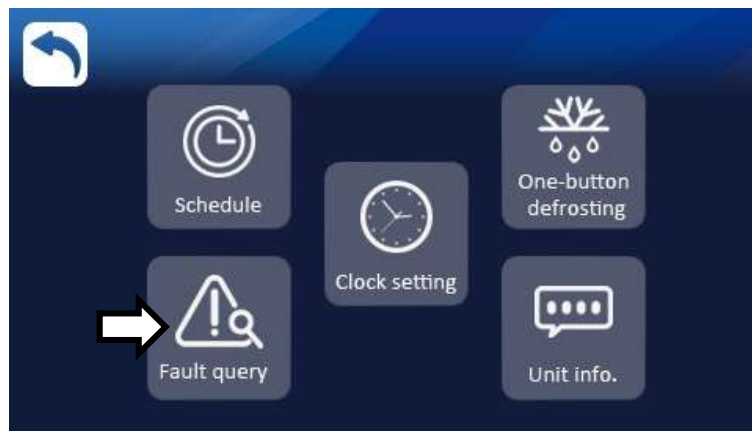 Schedule
One-button
defrosting
Clock setting
Fault query
Unit info.